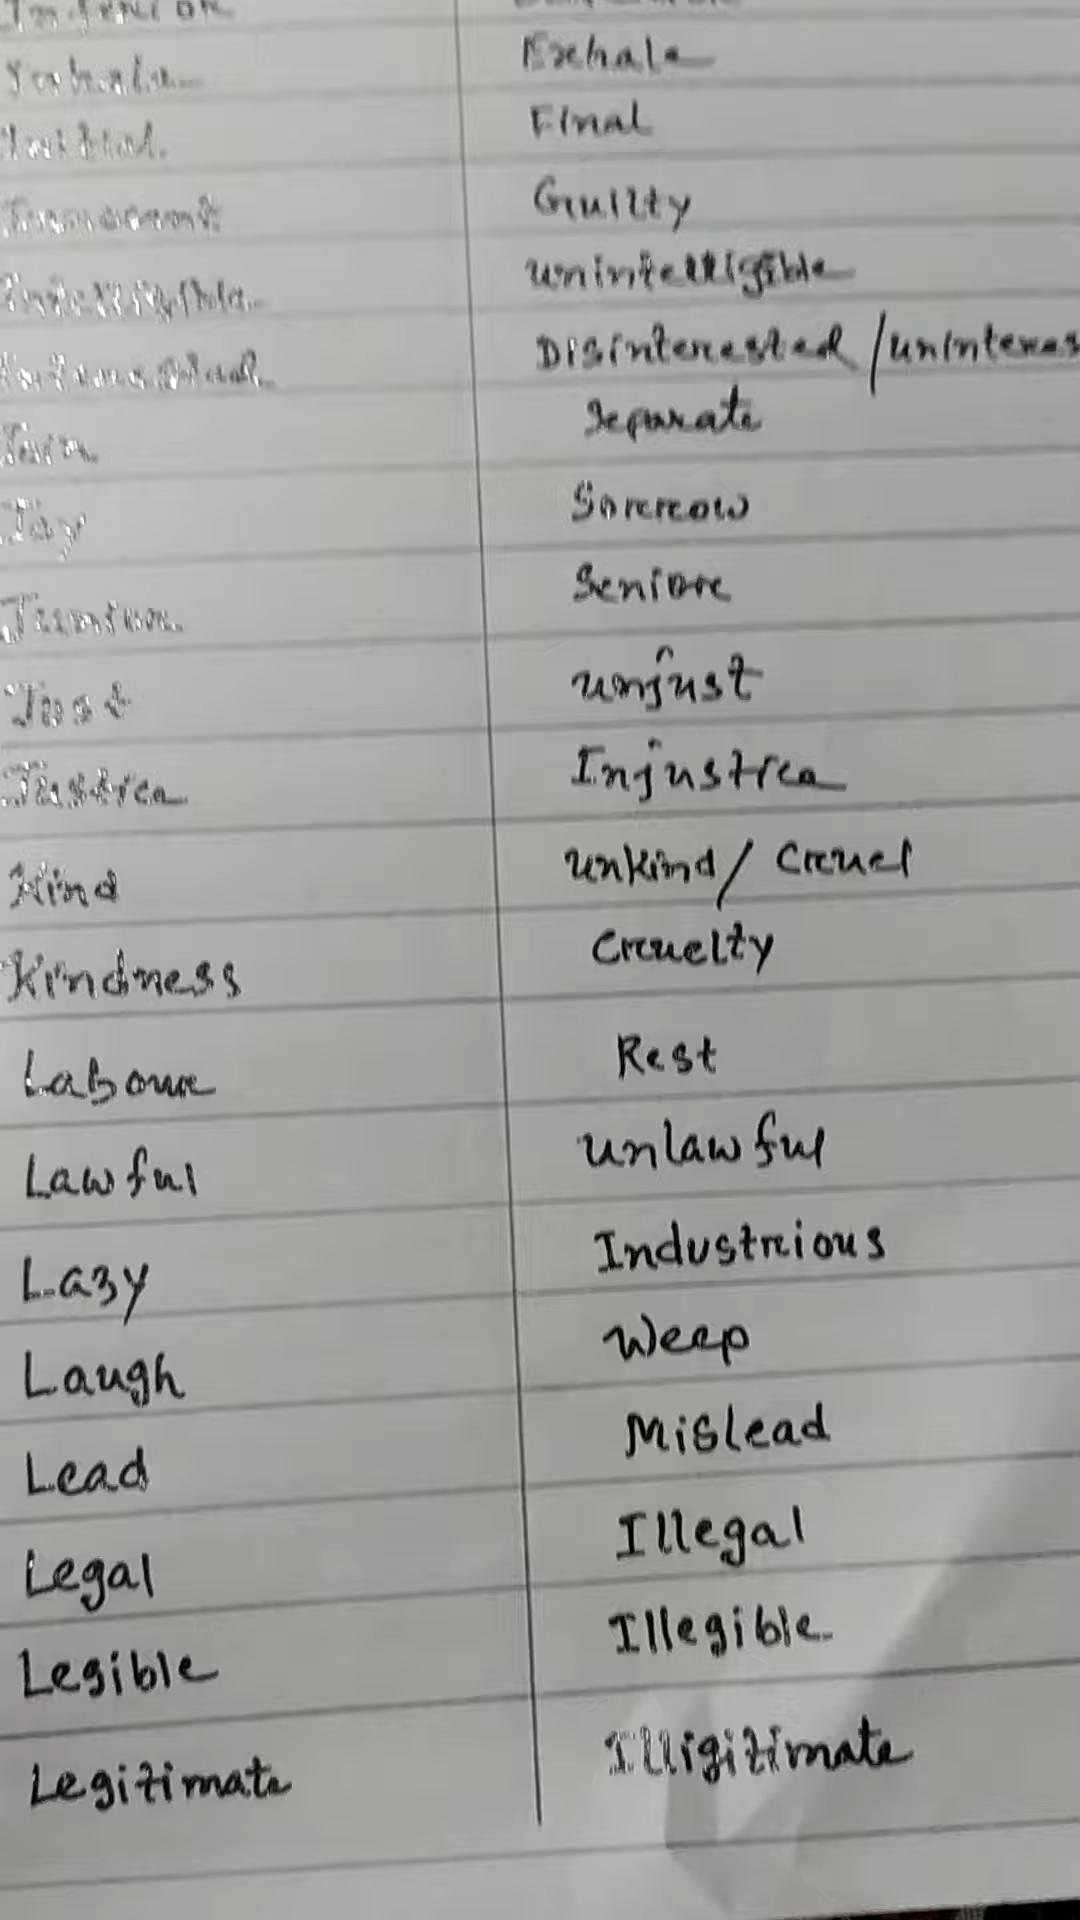 Inferior
Inhale Exhale
Initial Final
Innocent Guilty
Intelligible unintelligible
Interested Disinterested /uninteres
Join Separate
Joy Sorrow
Junior Senior
Just unjust
Justice Injustice
Kind unkind/ Cruel
Kindness Cruelty
Labour Rest
Lawful unlawful
Lazy Industrious
Laugh Weep
Lead Mislead
Legal Illegal
Legible Illegible
Legitimate Illigitimate